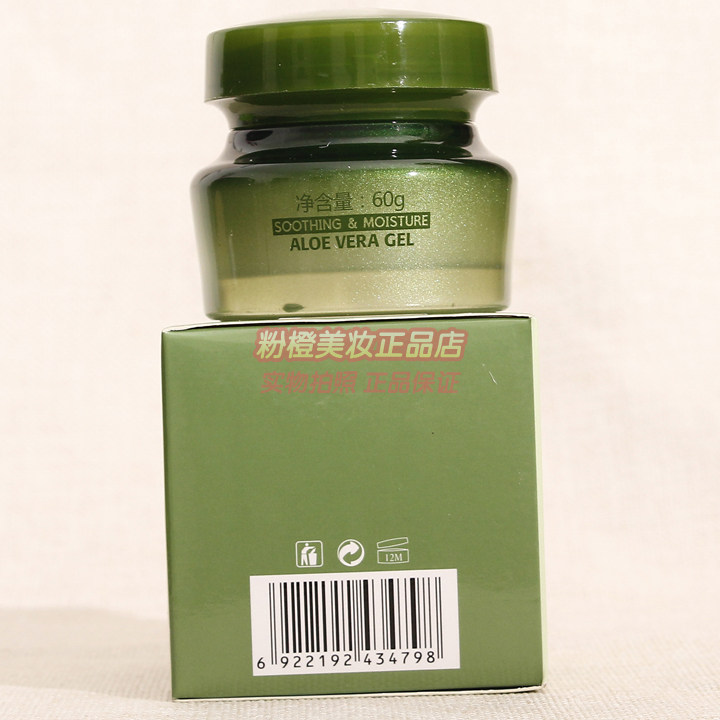 净含量：60g
SOOTHING & MOISTURE
ALOE VERA GEL
粉橙美妆正品店
实物拍摄 正品保证
12M
6 922192 434798